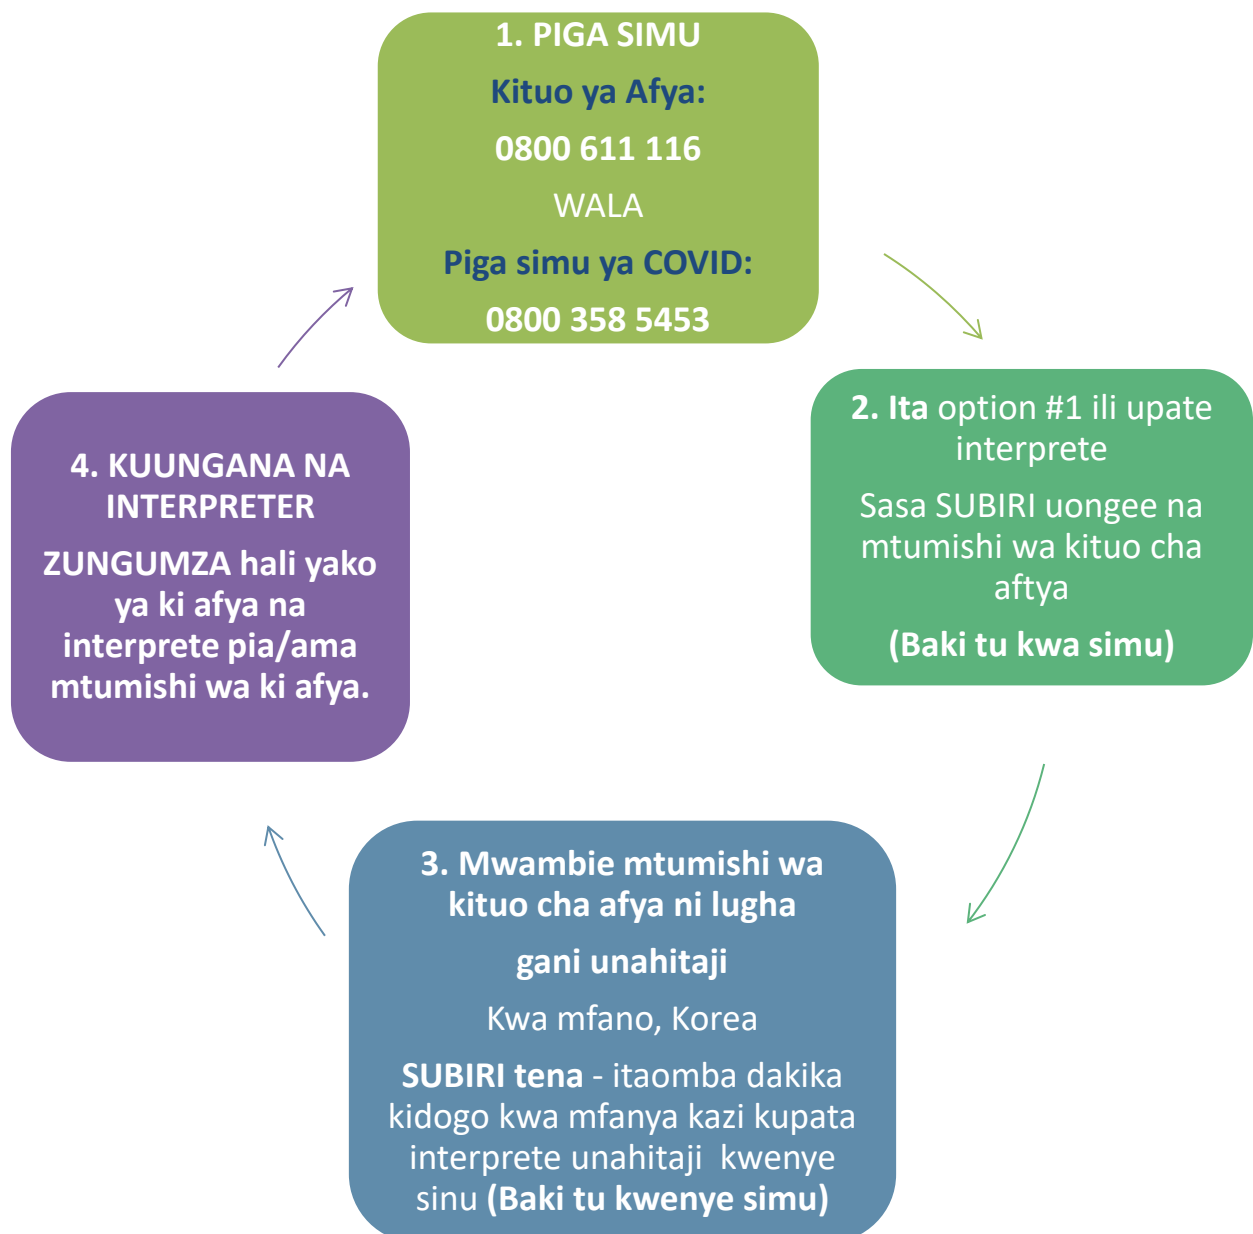 1. PIGA SIMU
Kituo ya Afya:
0800 611 116
WALA
Piga simu ya COVID:
0800 358 5453
2. Ita option #1 ili upate
interprete
Sasa SUBIRI uongee na
mtumishi wa kituo cha
aftya
(Baki tu kwa simu)
3. Mwambie mtumishi wa
kituo cha afya ni lugha
gani unahitaji
Kwa mfano, Korea
SUBIRI tena - itaomba dakika
kidogo kwa mfanya kazi kupata
interprete unahitaji kwenye
sinu (Baki tu kwenye simu)
4. KUUNGANA NA
INTERPRETER
ZUNGUMZA hali yako
ya ki afya na
interprete pia/ama
mtumishi wa ki afya.